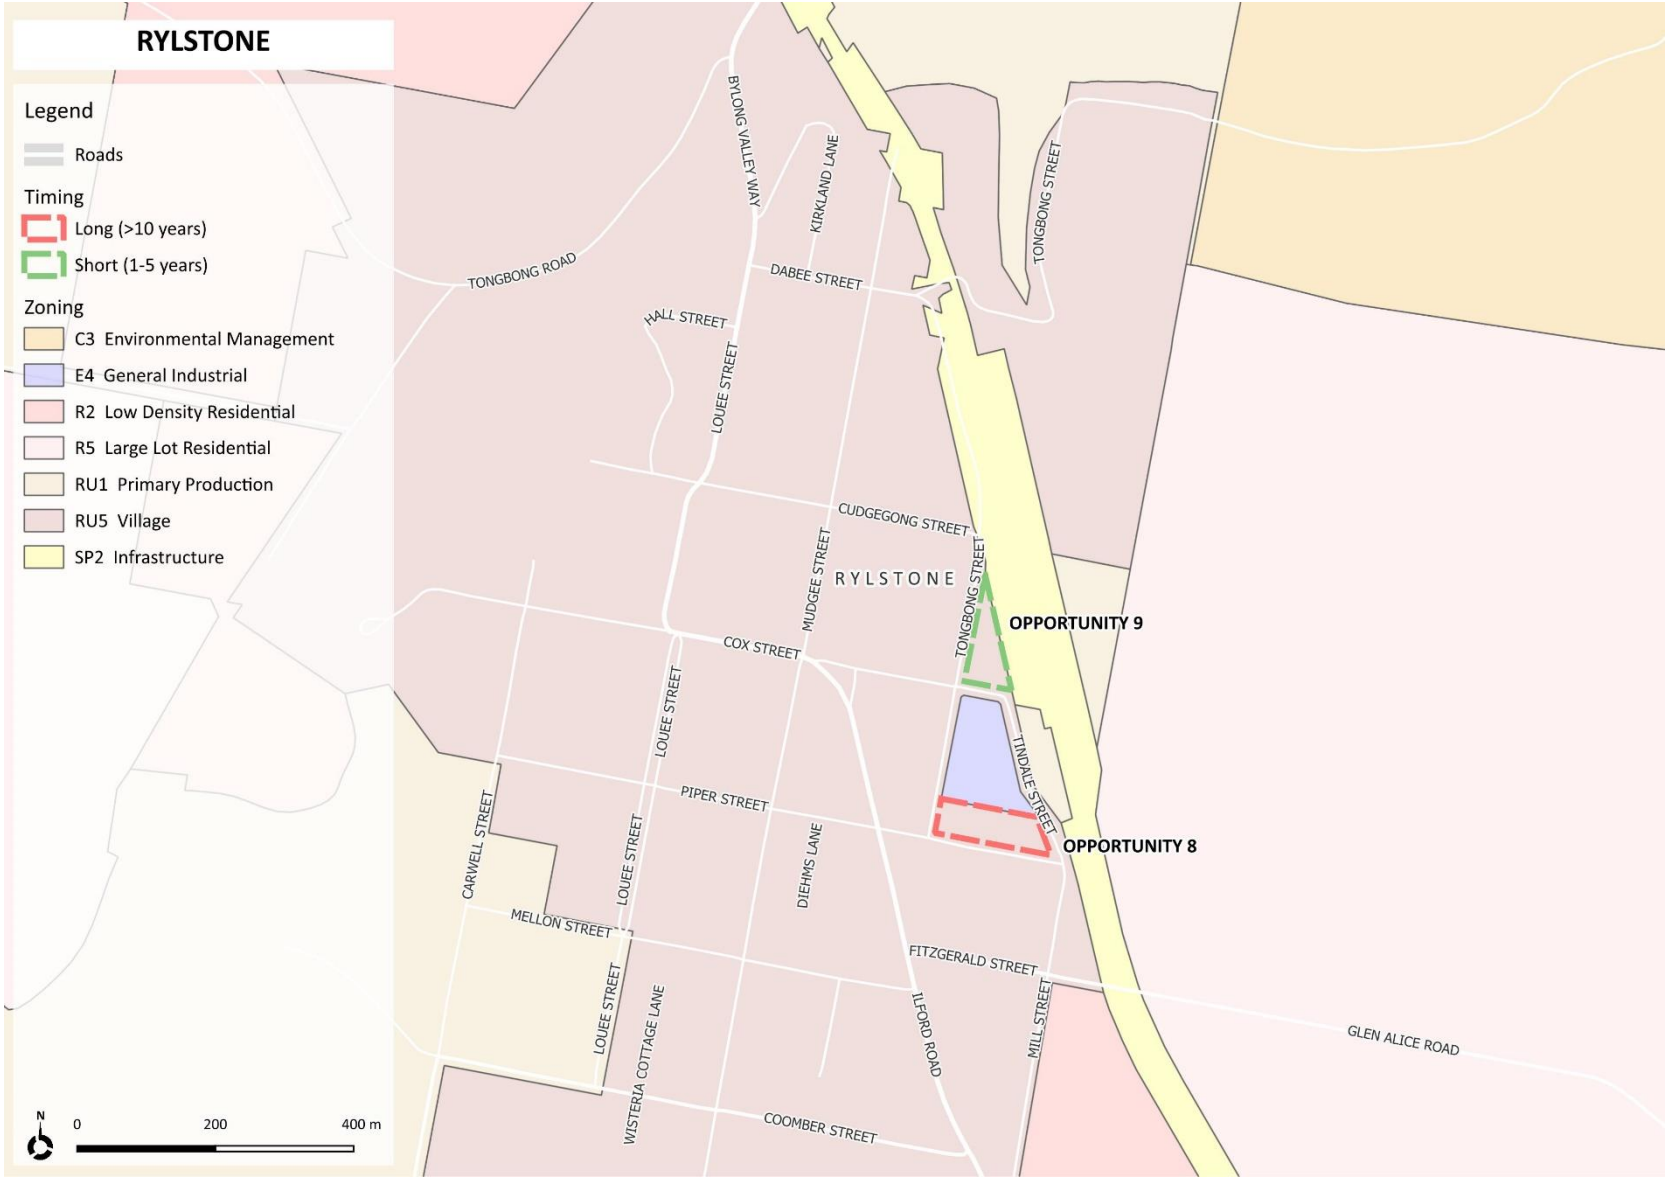 RYLSTONE
Legend
Roads
Timing
Long (>10 years)
Short (1-5 years)
Zoning
C3 Environmental Management
E4 General Industrial
R2 Low Density Residential
R5 Large Lot Residential
RU1 Primary Production
RU5 Village
SP2 Infrastructure
N
0 200 400 m
BYLONG VALLEY WAY
KIRKLAND LANE
TONGBONG STREET
TONGBONG ROAD
DABEE STREET
HALL STREET
LOUEE STREET
CUDGEGONG STREET
MUDGEE STREET
RYLSTONE
TONGBONG STREET
OPPORTUNITY 9
COX STREET
LOUEE STREET
TINDALE STREET
PIPER STREET
CARWELL STREET
LOUEE STREET
DIEHMS LANE
OPPORTUNITY 8
MELLON STREET
FITZGERALD STREET
LOUEE STREET
WISTERIA COTTAGE LANE
ILFORD ROAD
MILL STREET
GLEN ALICE ROAD
COOMBER STREET